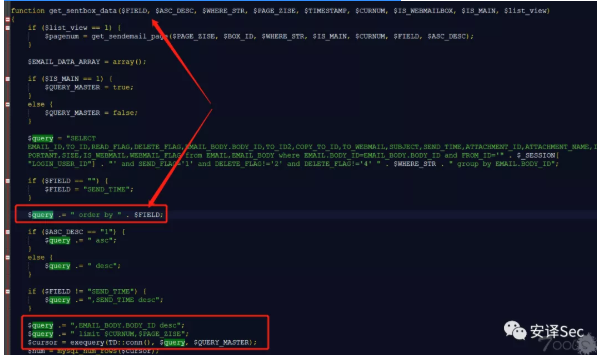 function get_sentbox_data($FIELD, $ASC_DESC, $WHERE_STR, $PAGE_ZISE, $TIMESTAMP, $CURNUM, $IS_WEBMAILBOX, $IS_MAIN, $list_view)
{
if ($list_view == 1) {
$pagenum = get_sendemail_page($PAGE_ZISE, $BOX_ID, $WHERE_STR, $IS_MAIN, $CURNUM, $FIELD, $ASC_DESC);
}
$EMAIL_DATA_ARRAY = array();
if ($IS_MAIN == 1) {
$QUERY_MASTER = true;
}
else {
$QUERY_MASTER = false;
}
$query = "SELECT
EMAIL_ID,TO_ID,READ_FLAG,DELETE_FLAG,EMAIL_BODY.BODY_ID,TO_ID2,COPY_TO_ID,TO_WEBMAIL,SUBJECT,SEND_TIME,ATTACHMENT_ID,ATTACHMENT_NAME,I
PORTANT,SIZE,IS_WEBMAIL,WEBMAIL_FLAG from EMAIL,EMAIL_BODY where EMAIL.BODY_ID=EMAIL_BODY.BODY_ID and FROM_ID='" . $_SESSION[
"LOGIN_USER_ID"] . "' and SEND_FLAG='1' and DELETE_FLAG!='2' and DELETE_FLAG!='4' " . $WHERE_STR . " group by EMAIL_BODY.BODY_ID";
if ($FIELD == "") {
$FIELD = "SEND_TIME";
}
$query .= " order by " . $FIELD;
if ($ASC_DESC == "1") {
$query .= " asc";
}
else {
$query .= " desc";
}
if ($FIELD != "SEND_TIME") {
$query .= ",SEND_TIME desc";
}
$query .= ",EMAIL_BODY.BODY_ID desc";
$query .= " limit $CURNUM,$PAGE_ZISE";
$cursor = exequery(TD::conn(), $query, $QUERY_MASTER);
$num = mysql_num_rows($cursor);
安译Sec